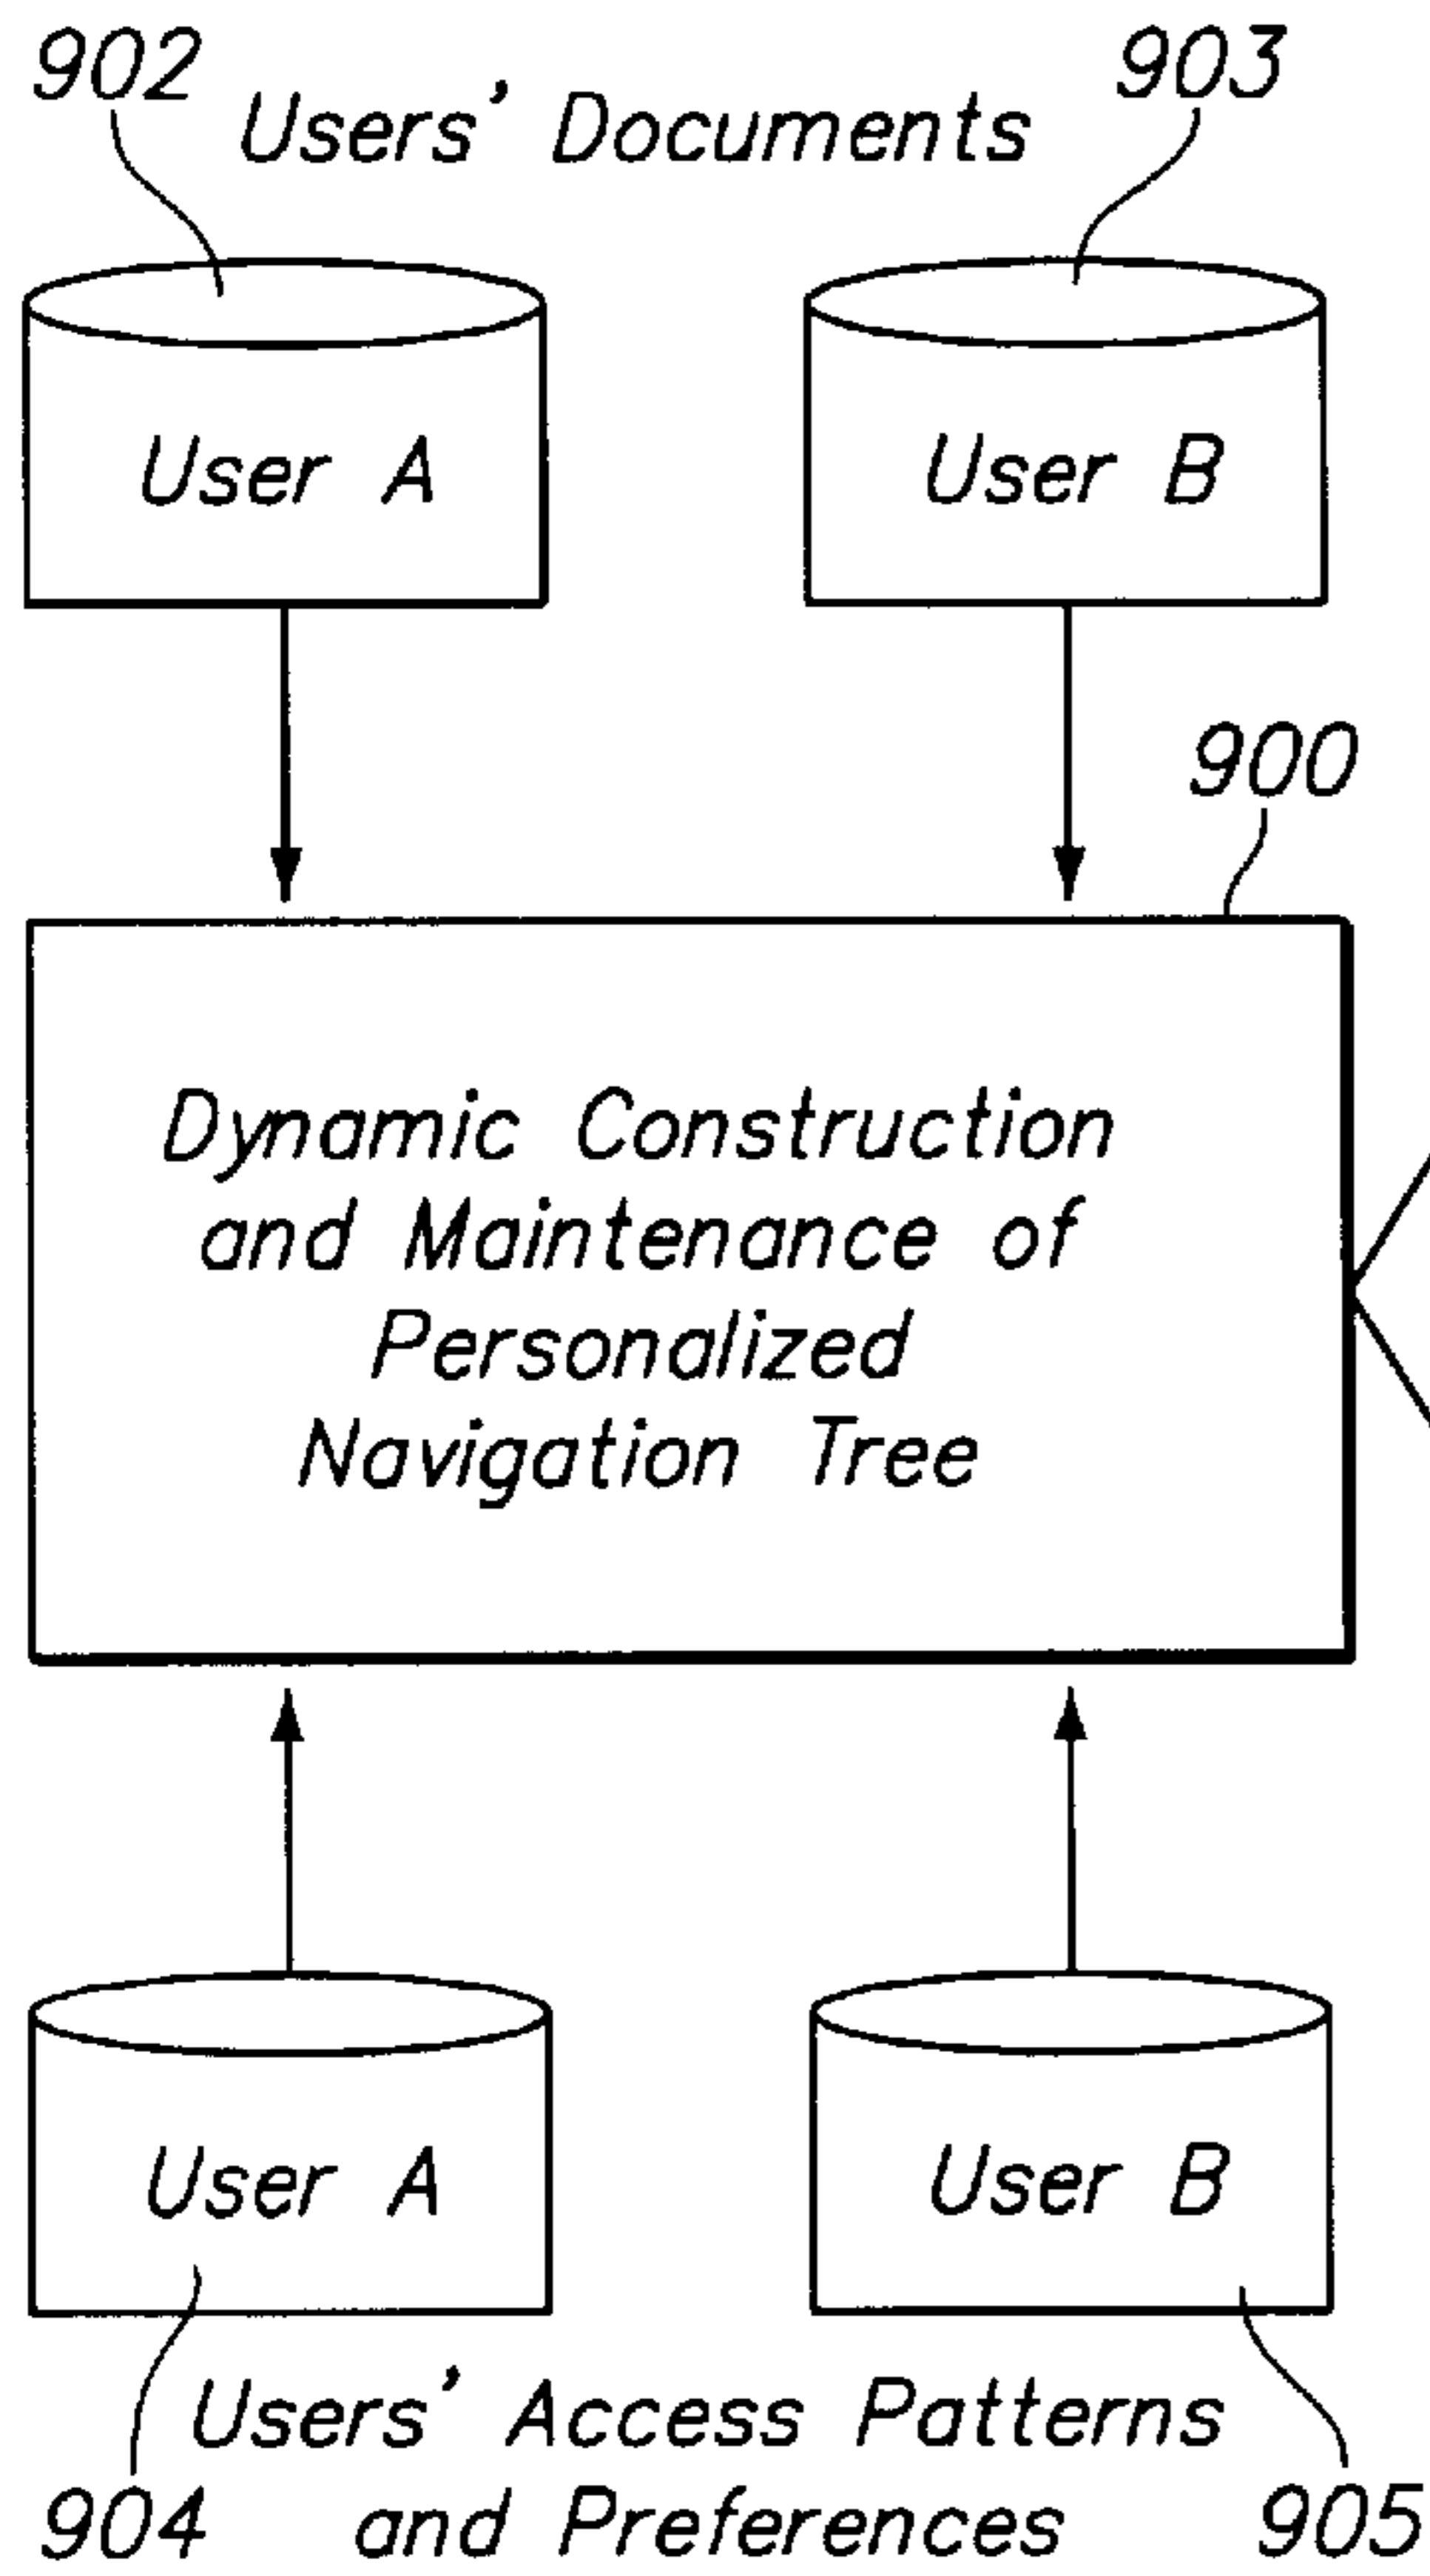 902
Users' Documents
903
User A
User B
900
Dynamic Construction
and Maintenance of
Personalized
Navigation Tree
User A
User B
Users' Access Patterns
904
and Preferences
905